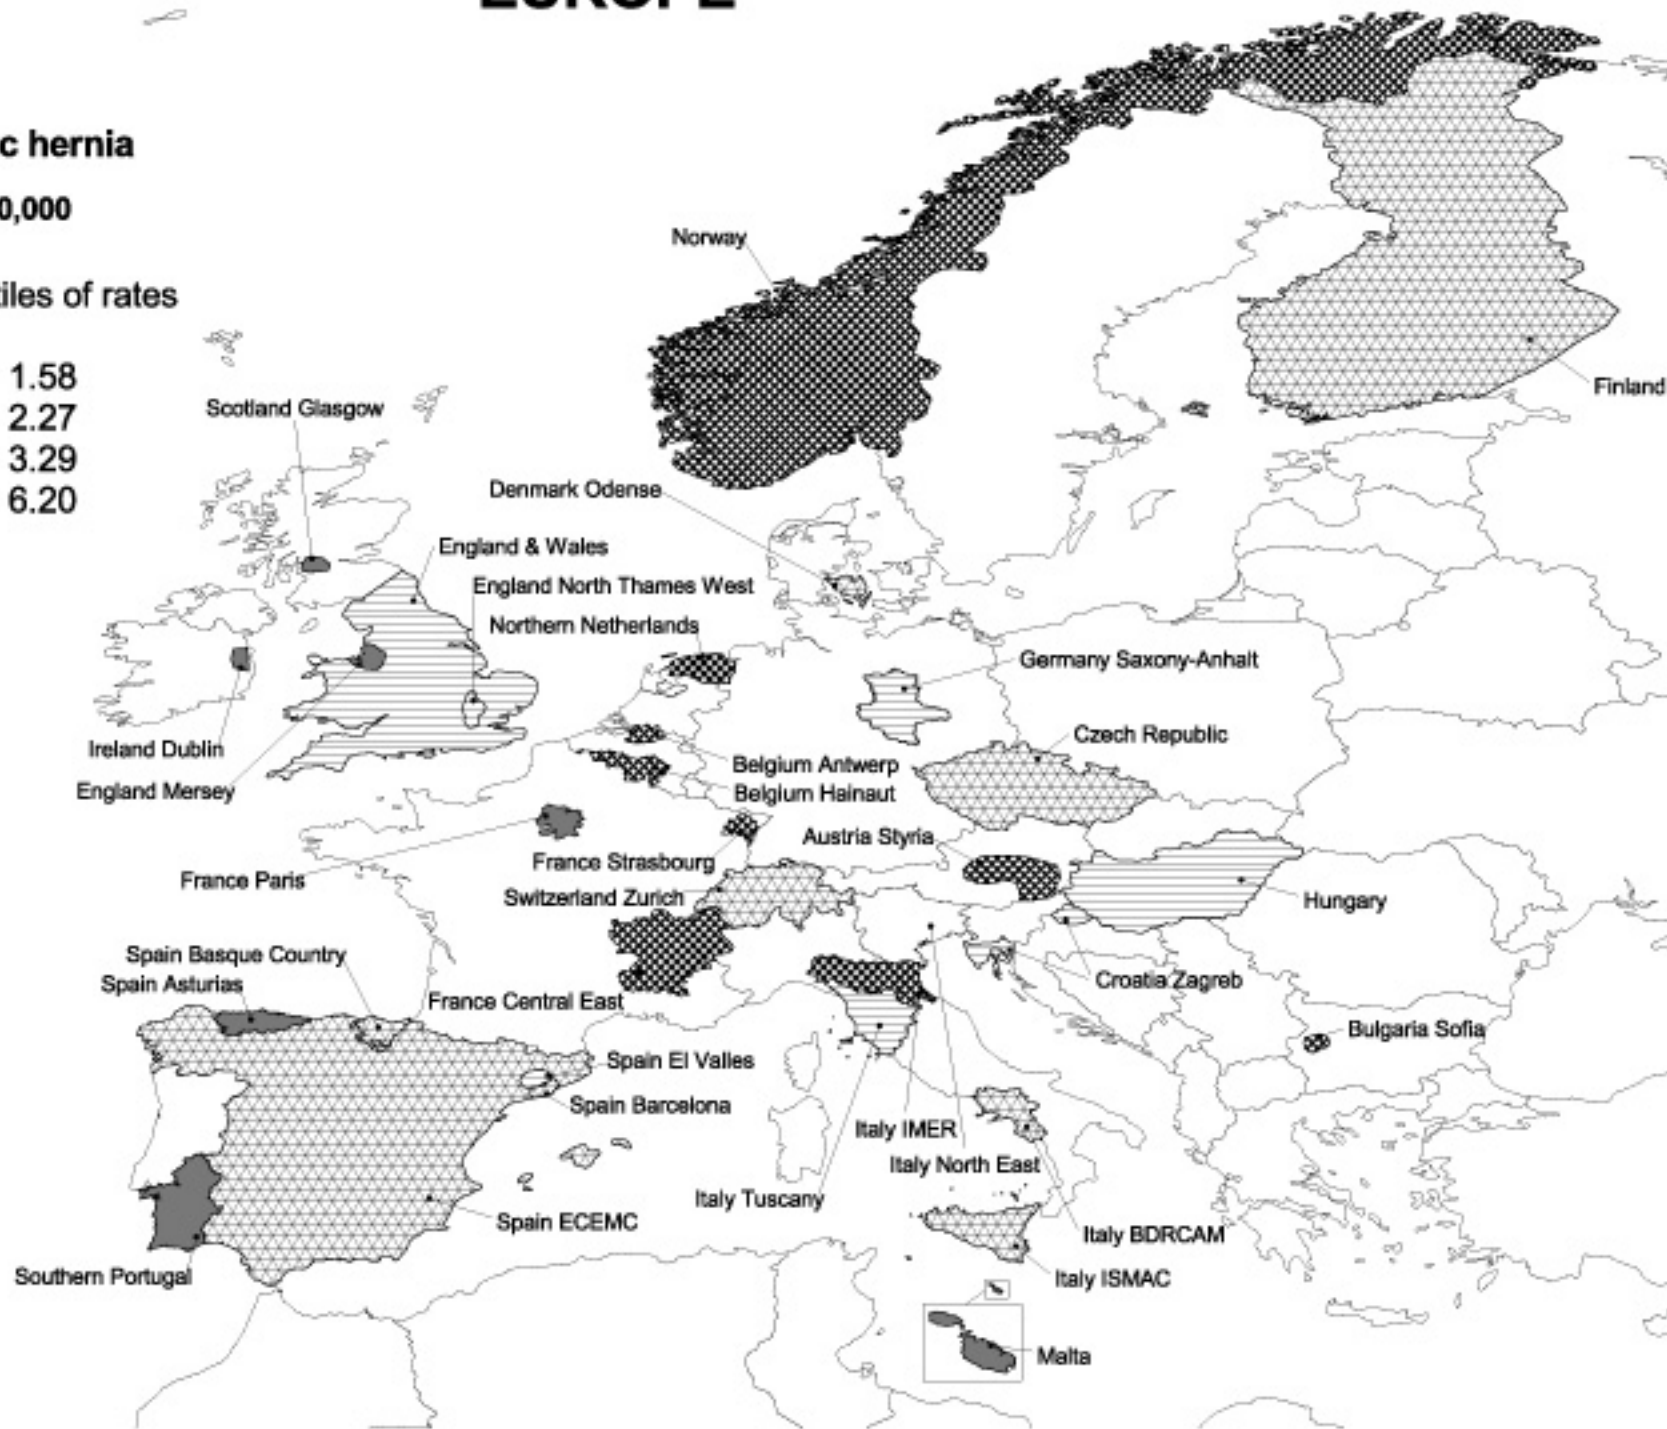 EUROPE
c hernia
0,000
Norway
tiles of rates
1.58
Finland
Scotland Glasgow
2.27
3.29
Denmark Odense
6.20
England & Wales
England North Thames West
Northern Netherlands
Germany Saxony-Anhalt
Czech Republic
Ireland Dublin
Belgium Antwerp
England Mersey
Belgium Hainaut
Austria Styria
France Strasbourg
France Paris
Switzerland Zurich
Hungary
Spain Basque Country
Croatia Zagreb
Spain Asturias
France Central East
Bulgaria Sofia
Spain El Valles
Spain Barcelona
Italy IMER
Italy North East
Italy Tuscany
Spain ECEMC
Italy BDRCAM
Southern Portugal
Italy ISMAC
Malta